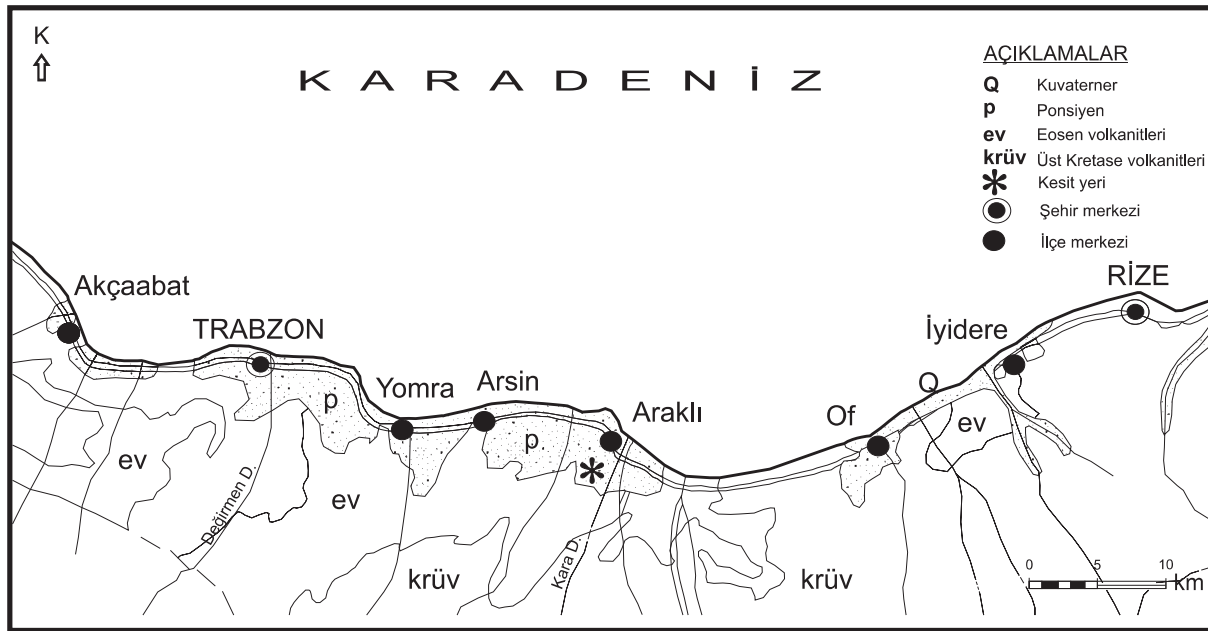 K
KARADENİZ
AÇIKLAMALAR
Q Kuvaterner
p Ponsiyen
ev Eosen volkanitleri
krüv Üst Kretase volkanitleri
Kesit yeri
Şehir merkezi
İlçe merkezi
Akçaabat
TRABZON
Yomra
Arsin
Araklı
Of
Q
İyidere
RİZE
p
p
ev
ev
ev
Değirmen D.
Kara D.
krüv
krüv
0 5 10
km